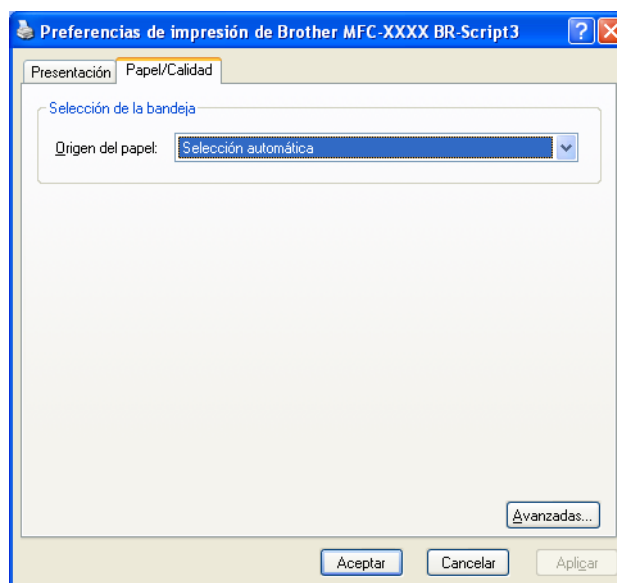 Preferencias de impresión de Brother MFC-XXXX BR-Script3
Presentación Papel/Calidad
Selección de la bandeja
Origen del papel: Selección automática
Avanzadas...
Aceptar Cancelar Aplicar